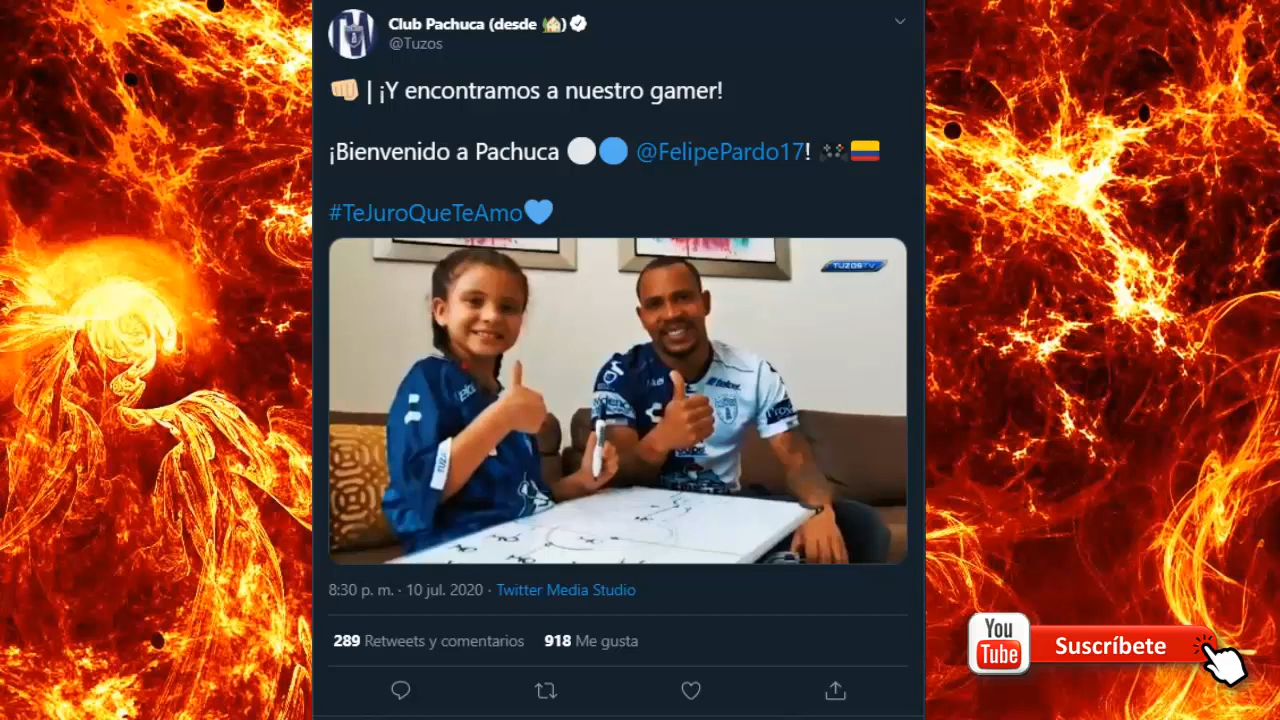 Club Pachuca (desde 🏡)
@Tuzos
👊🏻 | ¡Y encontramos a nuestro gamer!
¡Bienvenido a Pachuca ⚪🔵 @FelipePardo17! 🎮🇨🇴
#TeJuroQueTeAmo💙
TUZOSTV
8:30 p. m. · 10 jul. 2020 · Twitter Media Studio
289 Retweets y comentarios 918 Me gusta
You
Tube
Suscríbete